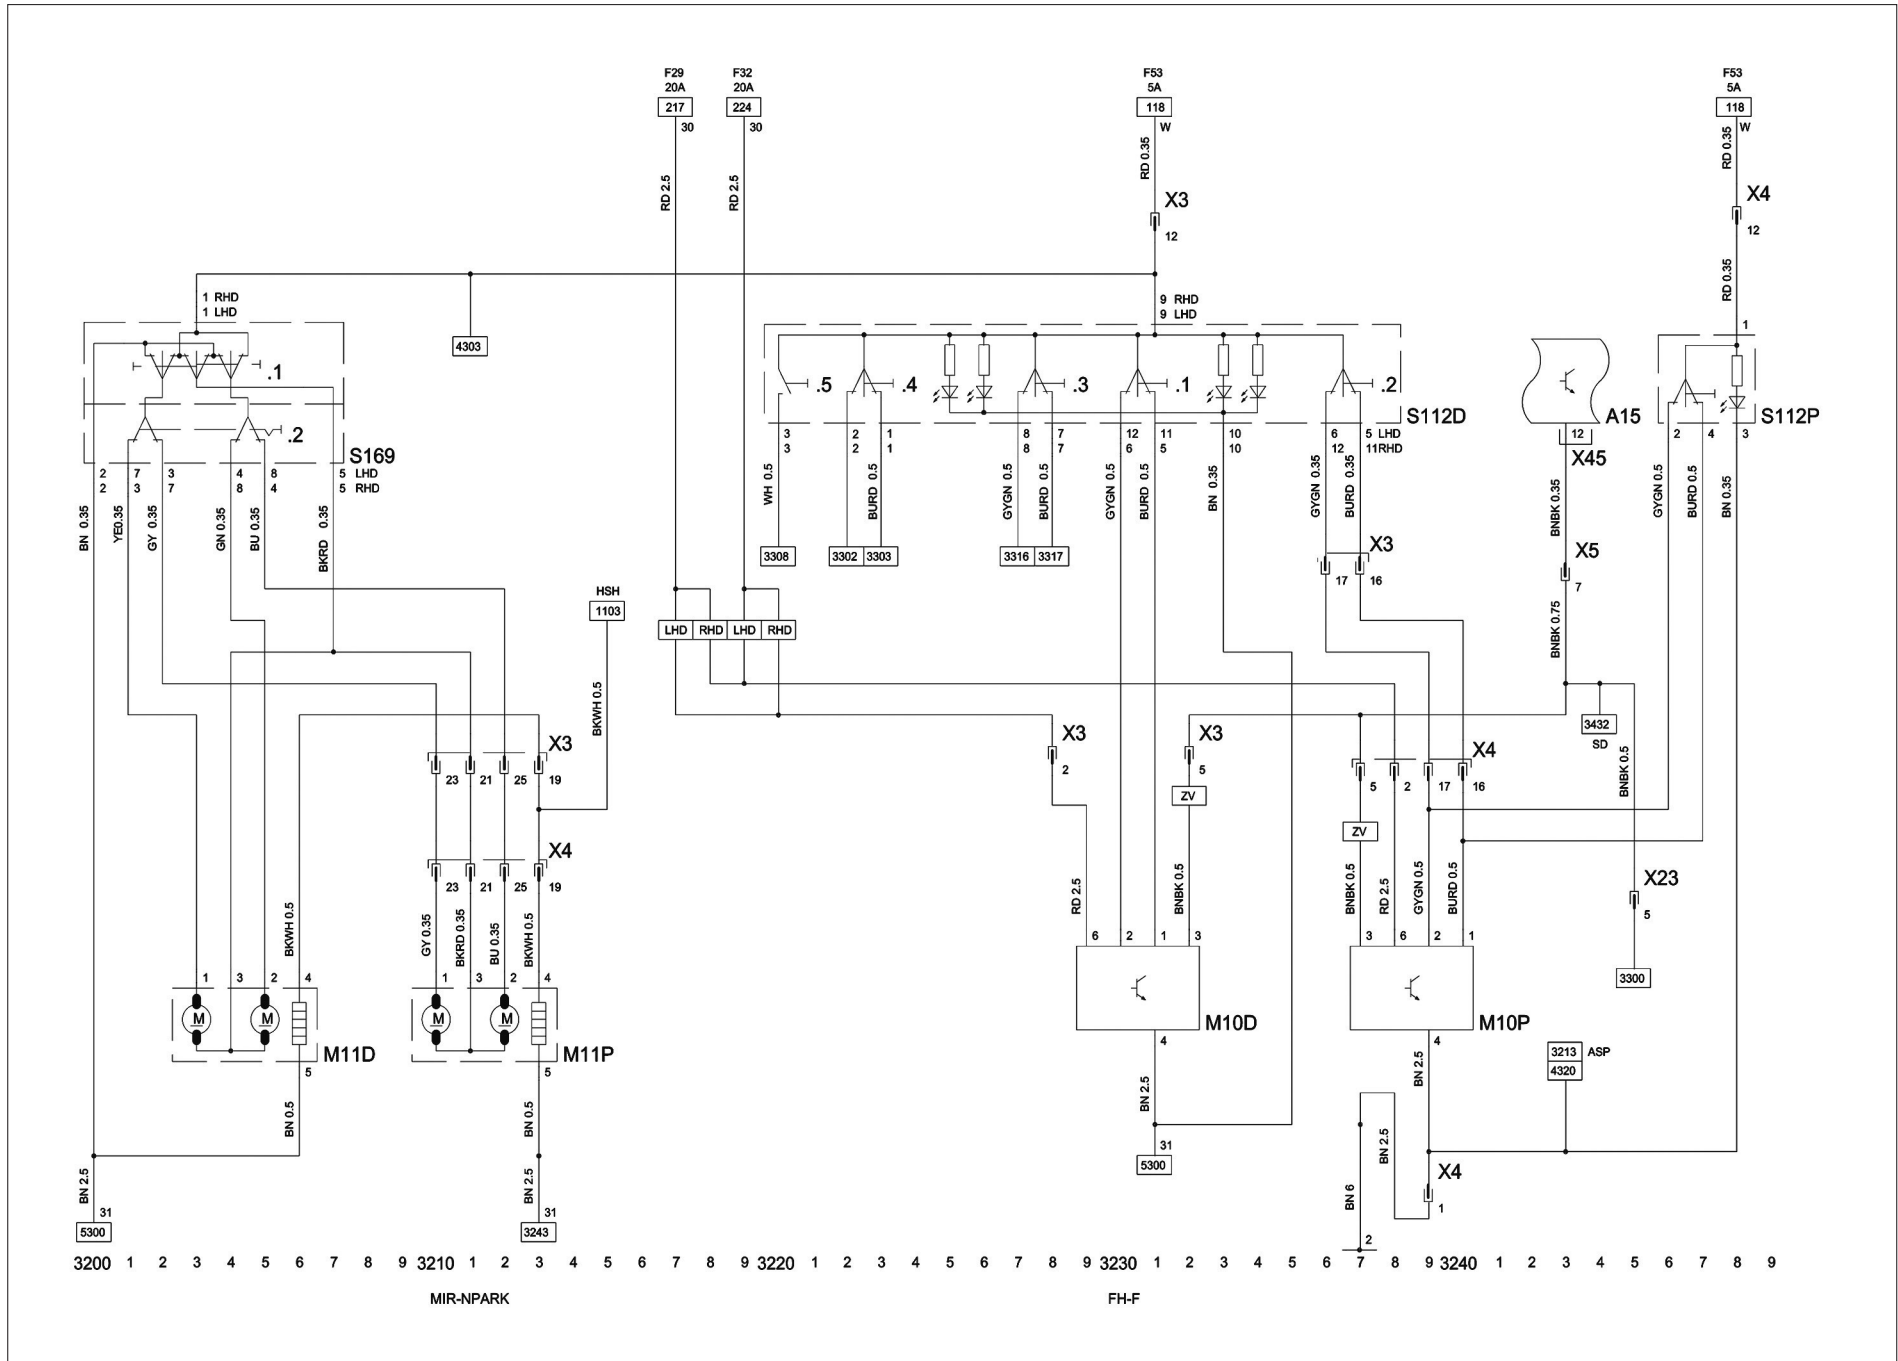 F29 F32 F53 F53
20A 20A 5A 5A
217 224 118 118
30 30 W W
RD 2.5 RD 2.5 RD 0.35 RD 0.35
X3 X4
12 12
RD 0.35
1 RHD 9 RHD
1 LHD 9 LHD
1
4303
.1 .5 .4 .3 .1 .2
S112D A15 S112P
.2
S169
3 2 1 8 7 12 11 10 6 5 LHD 12 2 4 3
3 2 1 8 7 6 5 10 12 11RHD
X45
2 7 3 4 8 5 LHD
2 3 7 8 4 5 RHD
BN 0.35 YE0.35 GY 0.35 GN 0.35 BU 0.35 BKRD 0.35
WH 0.5 BURD 0.5 GYGN 0.5 BURD 0.5 GYGN 0.5 BURD 0.5 BN 0.35 GYGN 0.35 BURD 0.35 BNBK 0.35 GYGN 0.5 BURD 0.5 BN 0.35
3308 3302 3303 3316 3317
X3 X5
17 16 7
HSH
1103
LHD RHD LHD RHD
BNBK 0.75
BKWH 0.5
3432
SD
X3 X3 X3 X4
23 21 25 19 2 5 5 2 17 16
BNBK 0.5
ZV
ZV
X4
23 21 25 19
X23
5
BKWH 0.5 GY 0.35 BKRD 0.35 BU 0.35 BKWH 0.5 RD 2.5 BNBK 0.5 BNBK 0.5 RD 2.5 GYGN 0.5 BURD 0.5
6 2 1 3 3 6 2 1
1 3 2 4 1 3 2 4
3300
M M M M
M10D M10P
M11D M11P
4 4
5 5
3213 ASP
4320
BN 0.5 BN 0.5 BN 2.5 BN 2.5
BN 2.5
31
5300
X4
1
BN 2.5 BN 2.5 BN 6
31 31
5300 3243
2
3200 1 2 3 4 5 6 7 8 9 3210 1 2 3 4 5 6 7 8 9 3220 1 2 3 4 5 6 7 8 9 3230 1 2 3 4 5 6 7 8 9 3240 1 2 3 4 5 6 7 8 9
MIR-NPARK FH-F